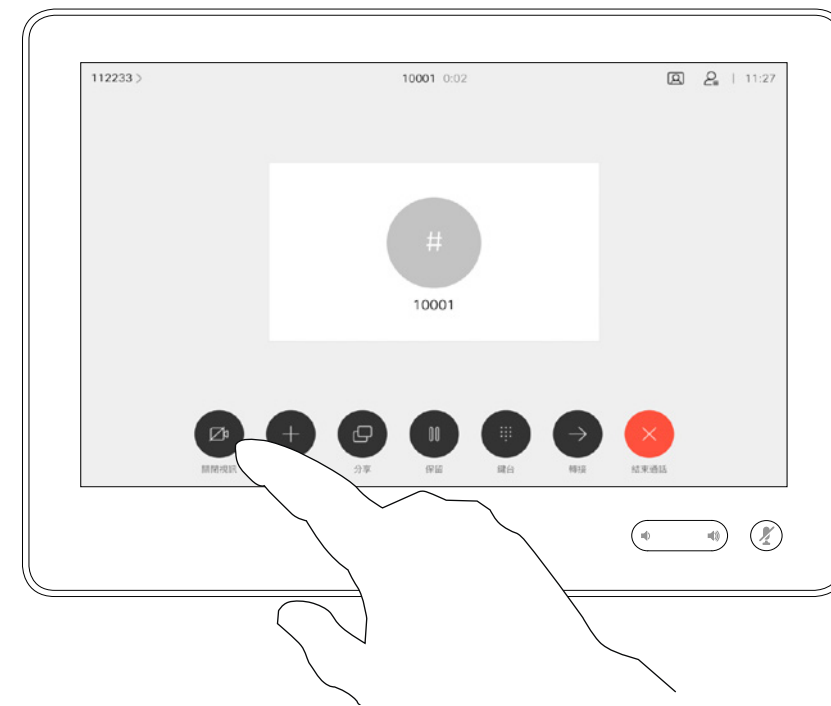 112233 >
10001 0:02
| 11:27
#
10001
關閉視訊
分享
保留
鍵台
轉接
結束通話